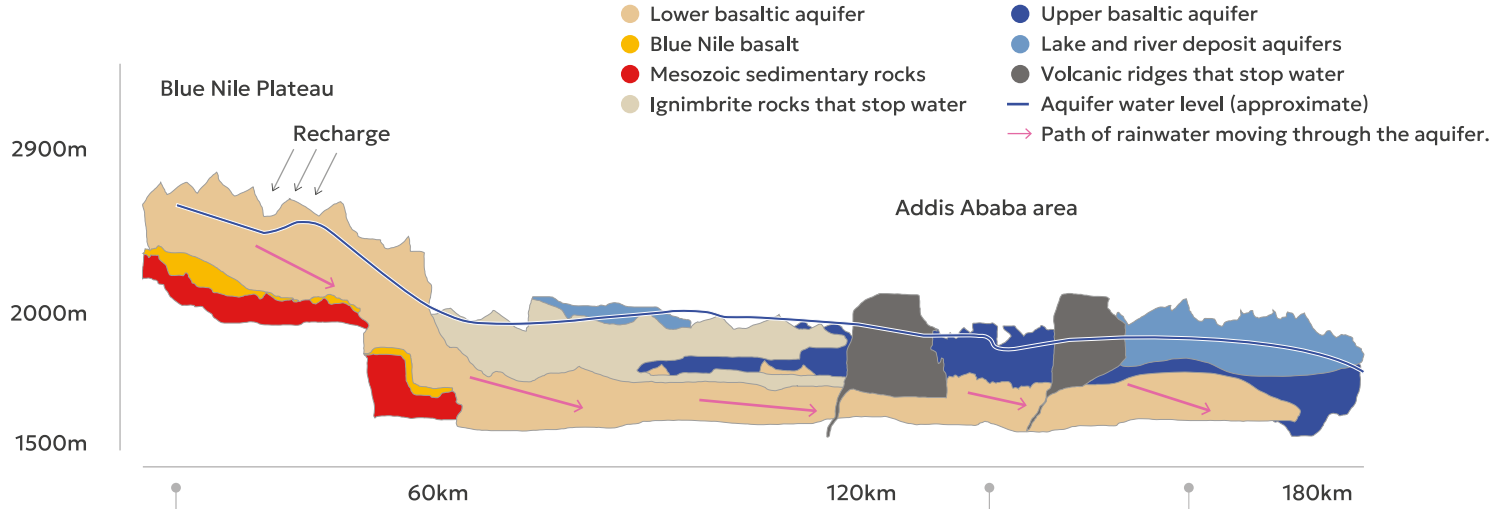 Lower basaltic aquifer
Blue Nile basalt
Mesozoic sedimentary rocks
Ignimbrite rocks that stop water
Upper basaltic aquifer
Lake and river deposit aquifers
Volcanic ridges that stop water
Aquifer water level (approximate)
Path of rainwater moving through the aquifer.
Blue Nile Plateau
Recharge
2900m
Addis Ababa area
2000m
1500m
60km
120km
180km